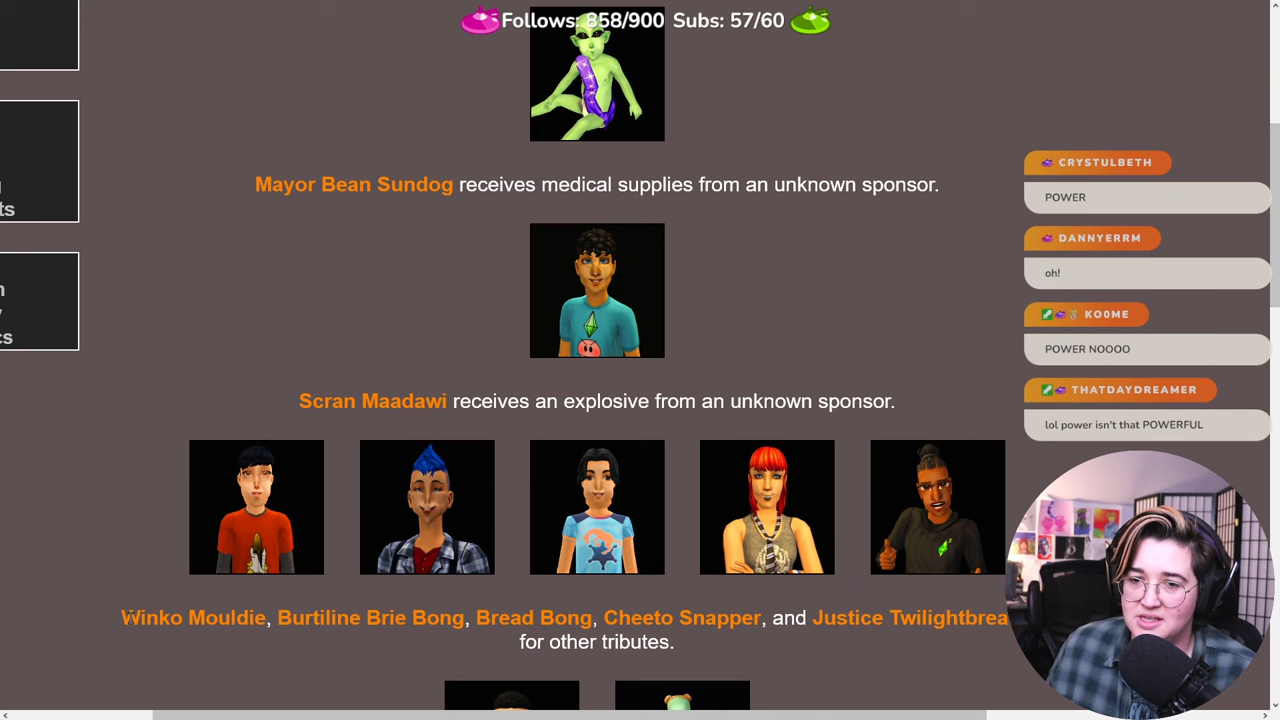 Follows: 858/900 Subs: 57/60
Mayor Bean Sundog receives medical supplies from an unknown sponsor.
ts
n
y
cs
Scran Maadawi receives an explosive from an unknown sponsor.
Winko Mouldie, Burtiline Brie Bong, Bread Bong, Cheeto Snapper, and Justice Twilightbrea
for other tributes.
CRYSTULBETH
POWER
DANNYERRM
oh!
KO0ME
POWER NOOOO
THATDAYDREAMER
lol power isn't that POWERFUL